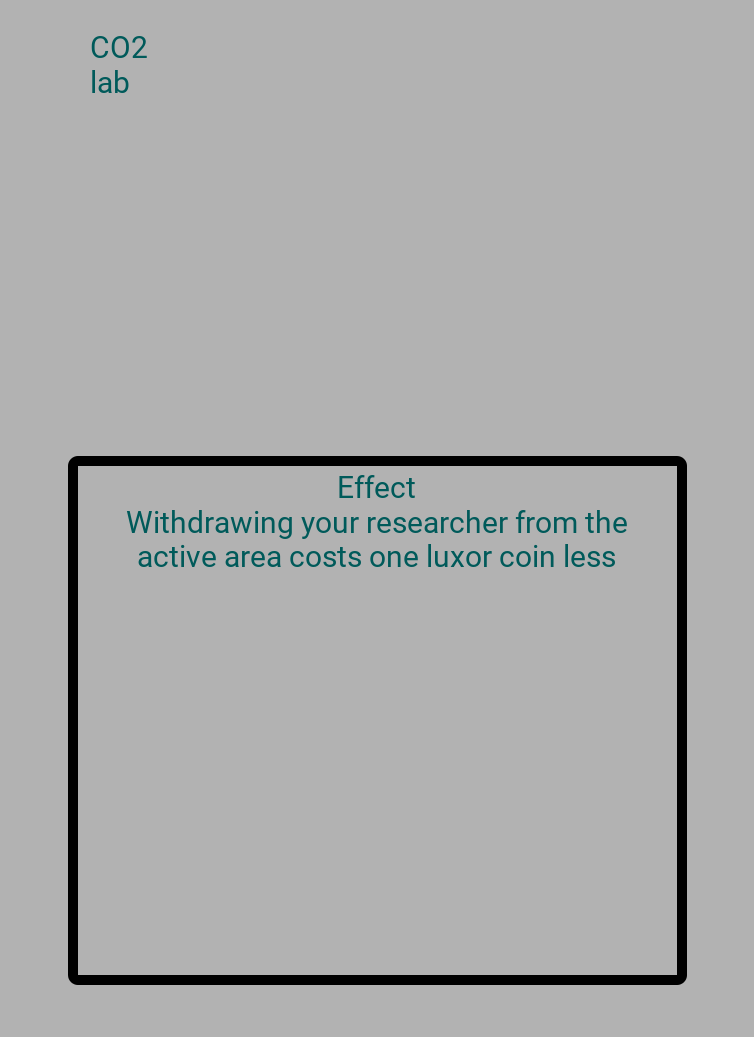 CO2
lab
Effect
Withdrawing your researcher from the
active area costs one luxor coin less